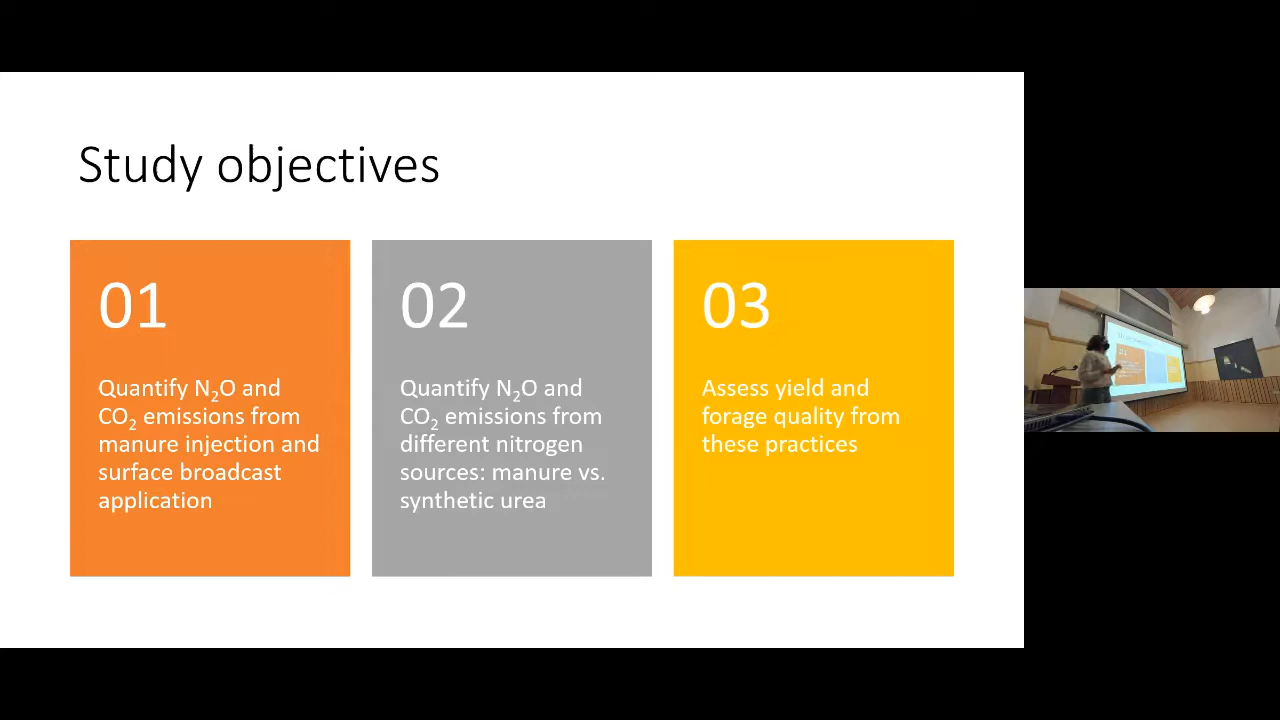 Study objectives
01
Quantify N₂O and
CO₂ emissions from
manure injection and
surface broadcast
application
02
Quantify N₂O and
CO₂ emissions from
different nitrogen
sources: manure vs.
synthetic urea
03
Assess yield and
forage quality from
these practices